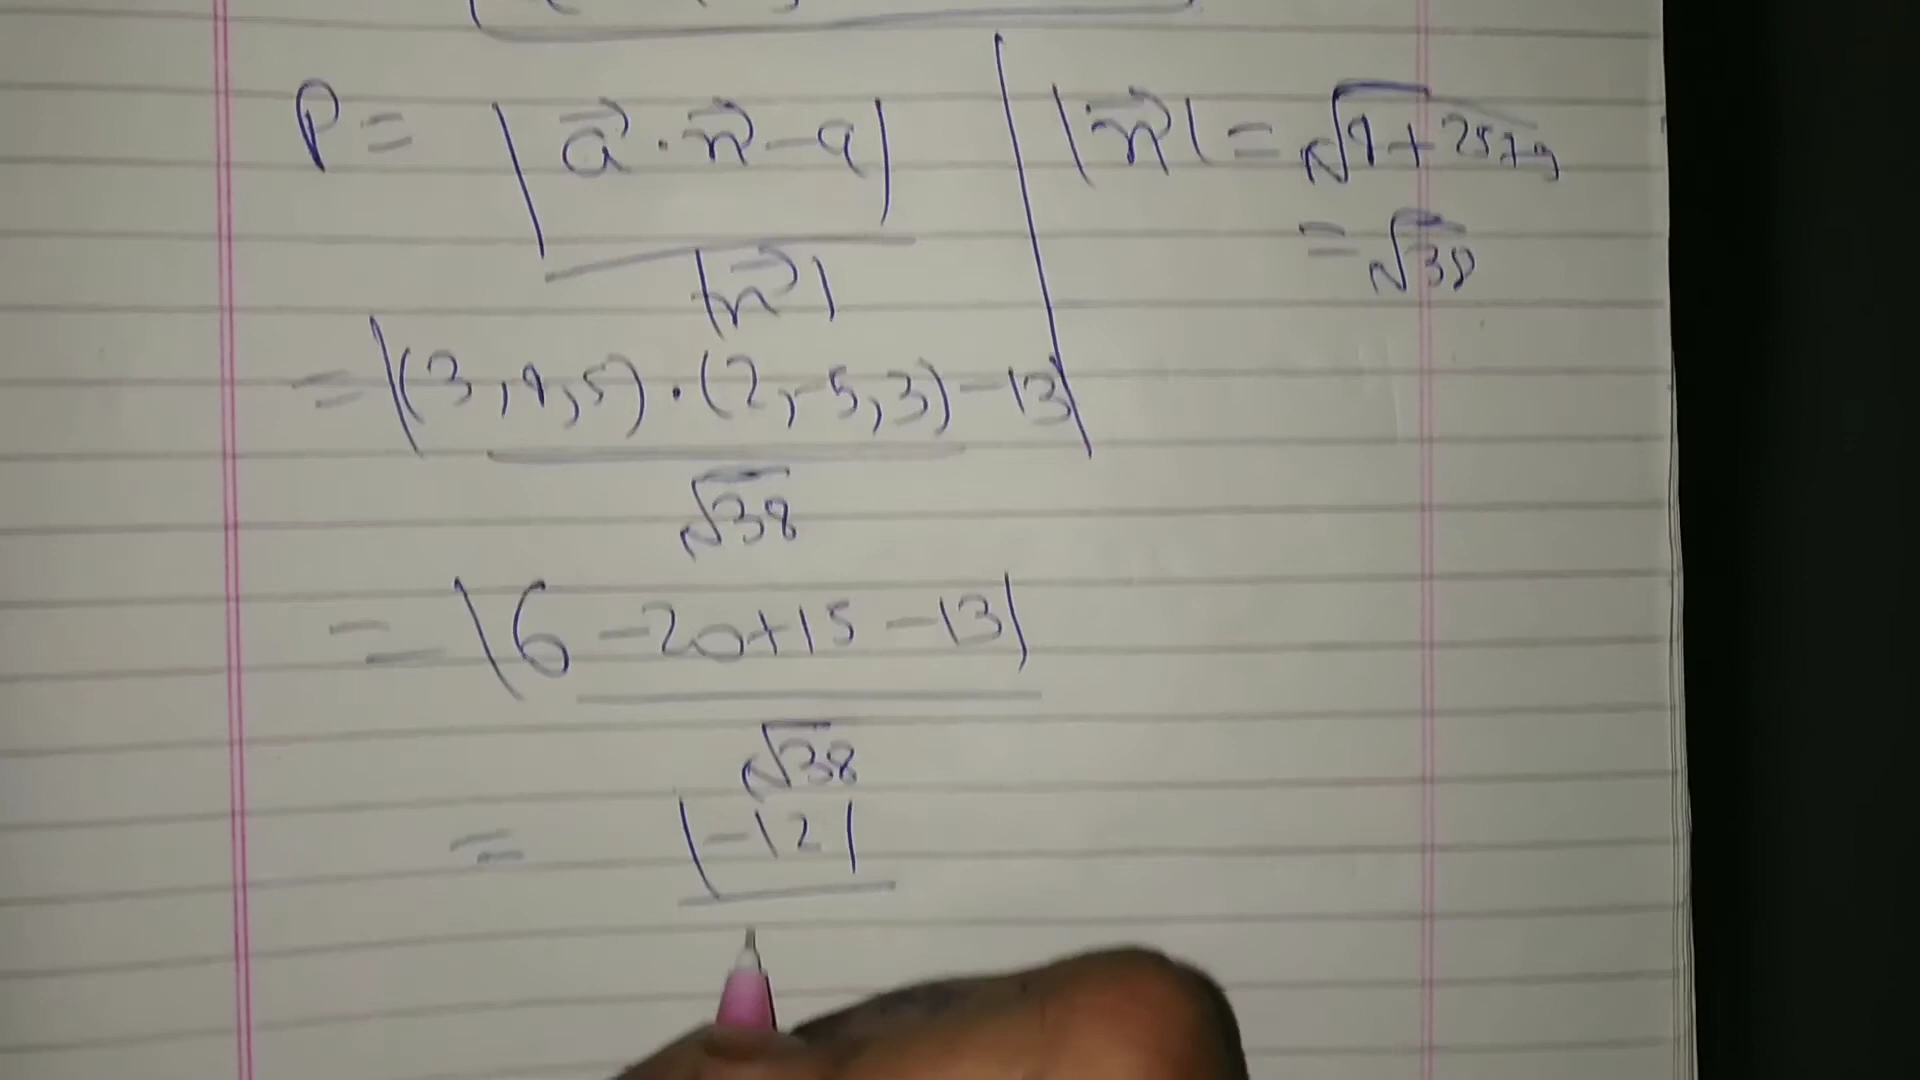 P = |a⃗ · n⃗ - q|
|n⃗|
= |(3,4,5) · (2,-5,3) - 13|
√38
= |6 - 20 + 15 - 13|
√38
= |-12|
|n⃗| = √4 + 25 + 9
= √38